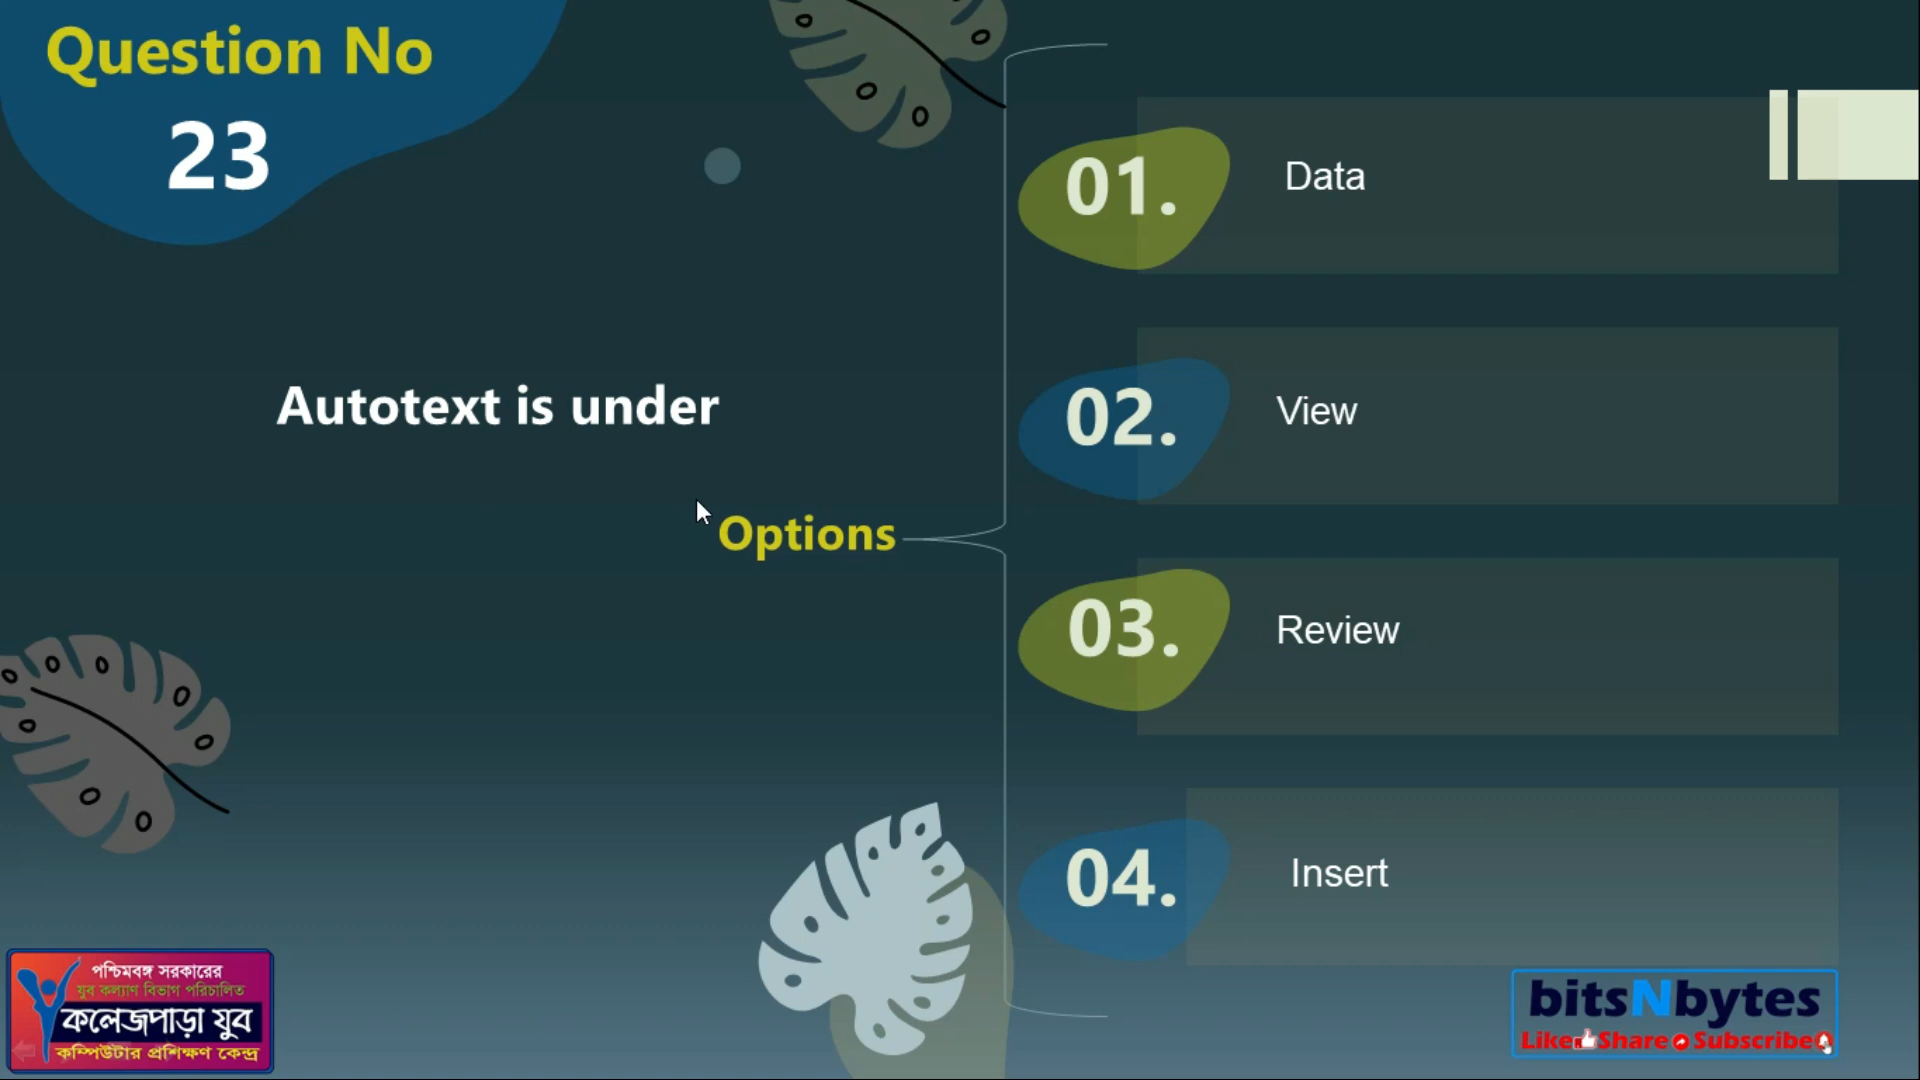 Question No
23
Autotext is under
Options
01.
Data
02.
View
03.
Review
04.
Insert
পশ্চিমবঙ্গ সরকারের
যুব কল্যাণ বিভাগ পরিচালিত
কলেজপাড়া যুব
কম্পিউটার প্রশিক্ষণ কেন্দ্র
bitsNbytes
Like Share Subscribe